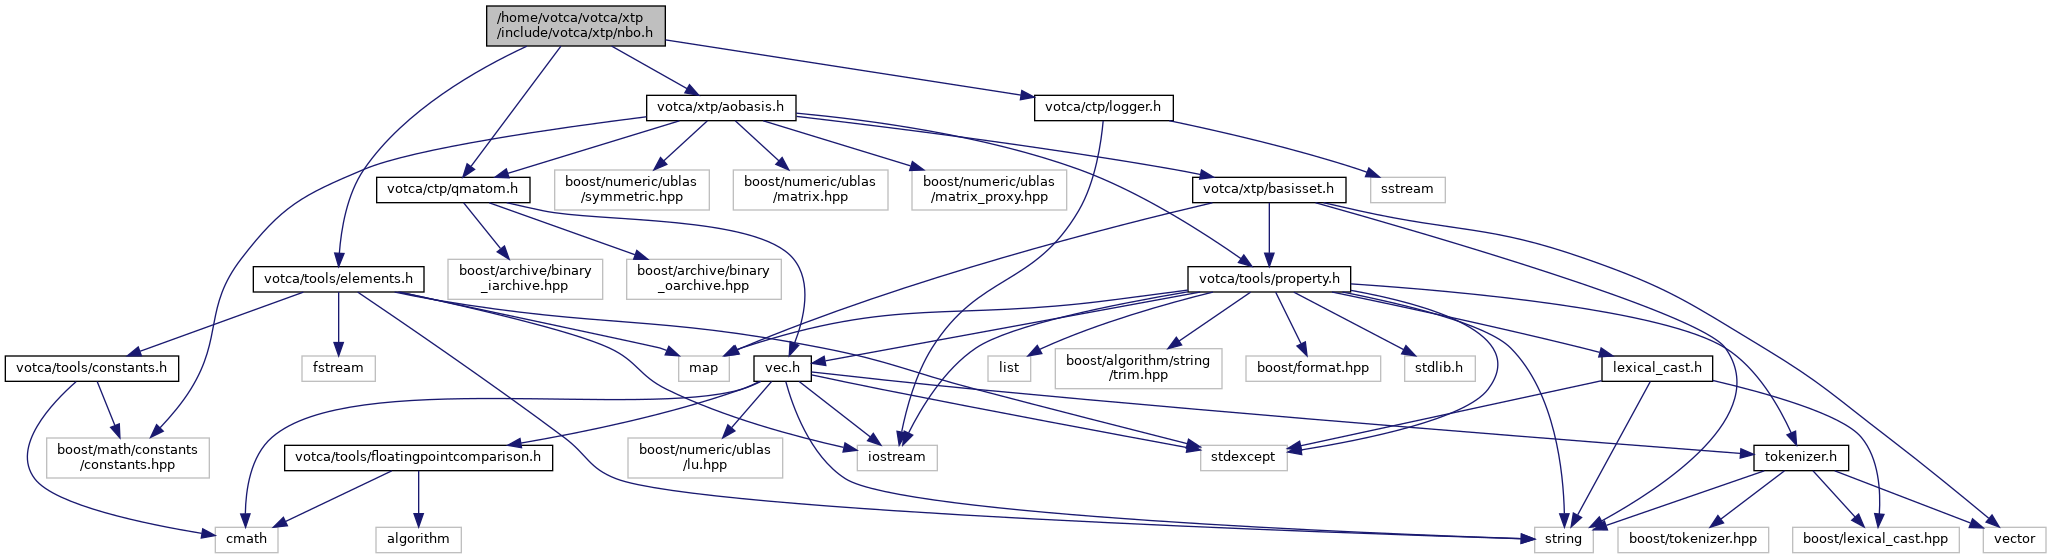 /home/votca/votca/xtp
/include/votca/xtp/nbo.h
votca/xtp/aobasis.h
votca/ctp/logger.h
votca/ctp/qmatom.h
boost/numeric/ublas
/symmetric.hpp
boost/numeric/ublas
/matrix.hpp
boost/numeric/ublas
/matrix_proxy.hpp
votca/xtp/basisset.h
sstream
votca/tools/elements.h
boost/archive/binary
_iarchive.hpp
boost/archive/binary
_oarchive.hpp
votca/tools/property.h
votca/tools/constants.h
fstream
map
vec.h
list
boost/algorithm/string
/trim.hpp
boost/format.hpp
stdlib.h
lexical_cast.h
boost/math/constants
/constants.hpp
votca/tools/floatingpointcomparison.h
boost/numeric/ublas
/lu.hpp
iostream
stdexcept
tokenizer.h
cmath
algorithm
string
boost/tokenizer.hpp
boost/lexical_cast.hpp
vector